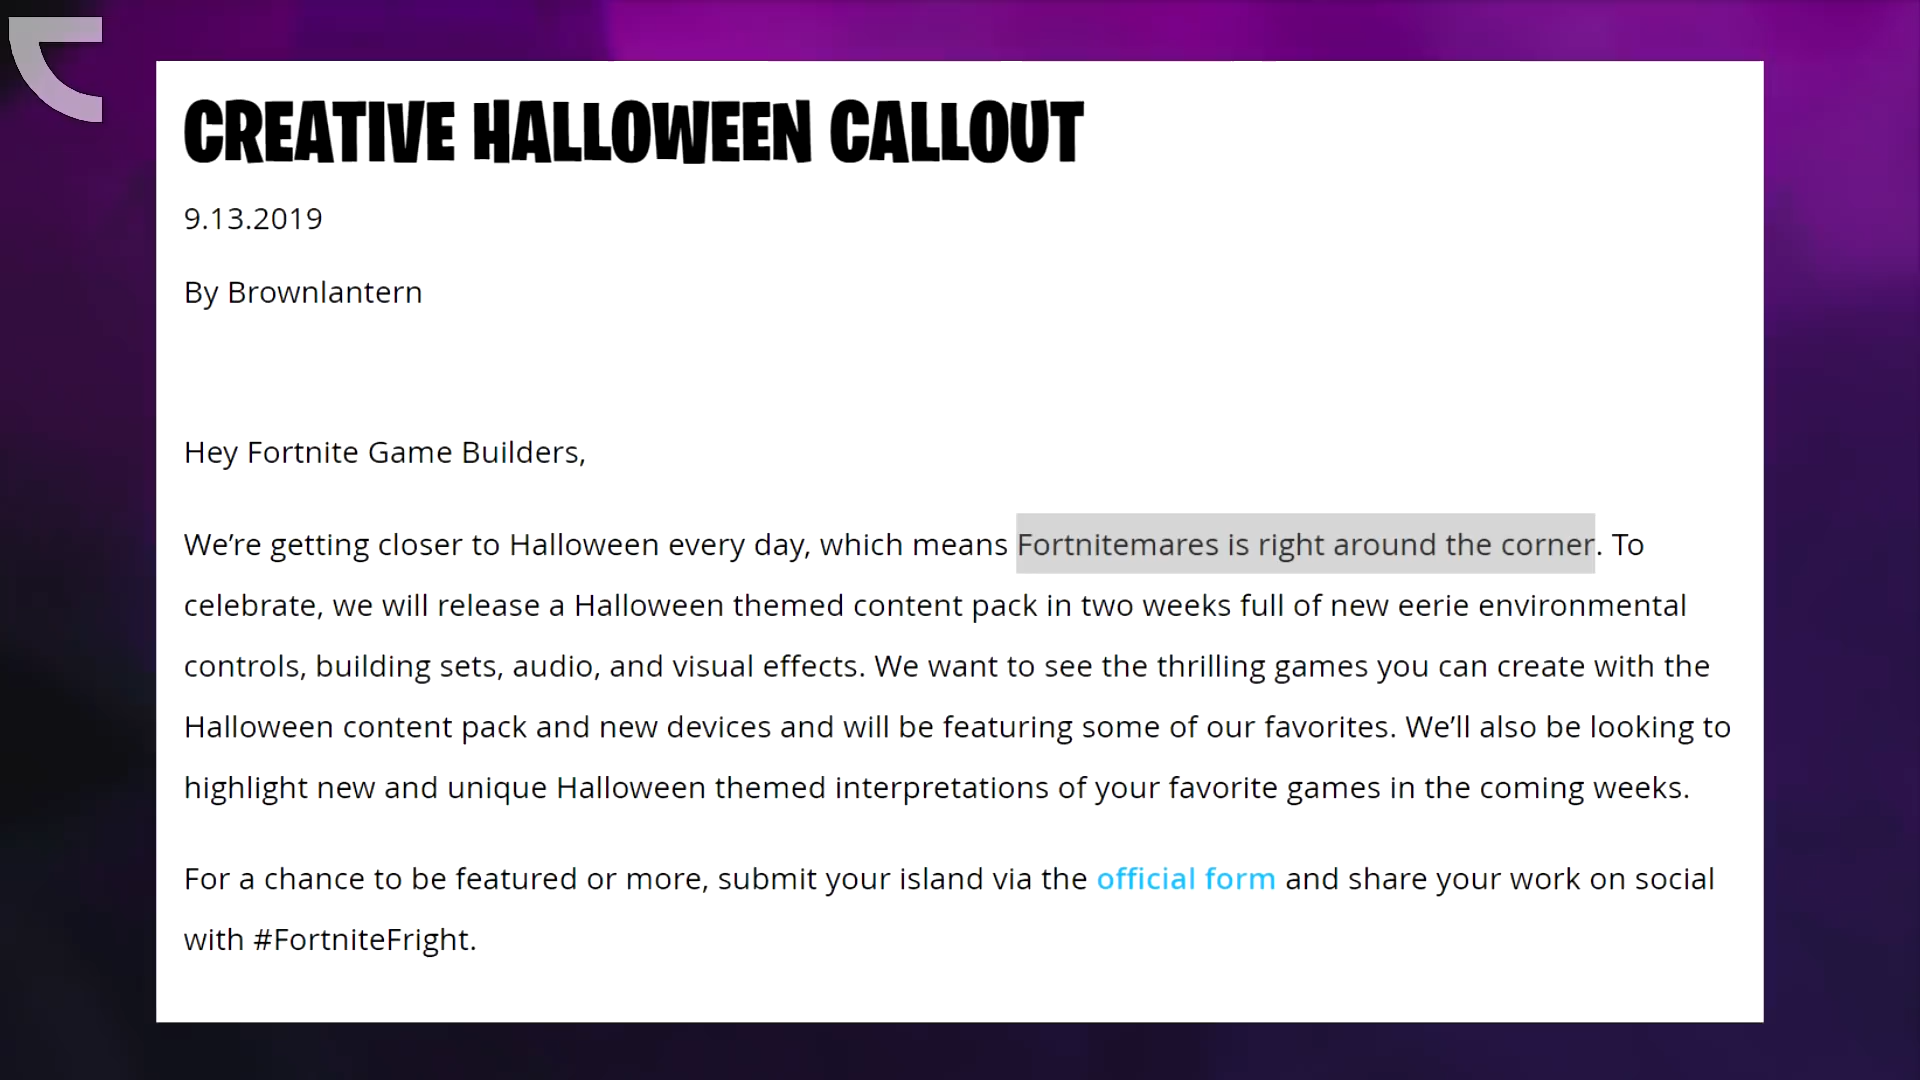 CREATIVE HALLOWEEN CALLOUT
9.13.2019
By Brownlantern
Hey Fortnite Game Builders,
We’re getting closer to Halloween every day, which means Fortnitemares is right around the corner. To
celebrate, we will release a Halloween themed content pack in two weeks full of new eerie environmental
controls, building sets, audio, and visual effects. We want to see the thrilling games you can create with the
Halloween content pack and new devices and will be featuring some of our favorites. We’ll also be looking to
highlight new and unique Halloween themed interpretations of your favorite games in the coming weeks.
For a chance to be featured or more, submit your island via the official form and share your work on social
with #FortniteFright.